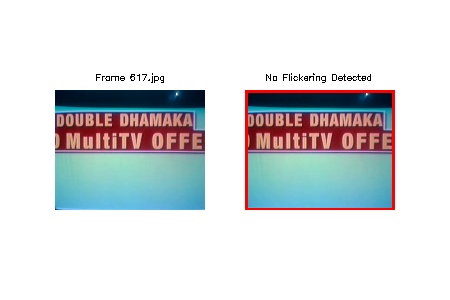 Frame 617.jpg
No Flickering Detected
DOUBLE DHAMAKA
MultiTV OFFE
DOUBLE DHAMAKA
MultiTV OFFE